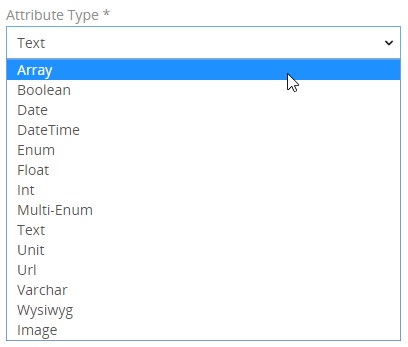 Attribute Type *
Text
Array
Boolean
Date
DateTime
Enum
Float
Int
Multi-Enum
Text
Unit
Url
Varchar
Wysiwyg
Image